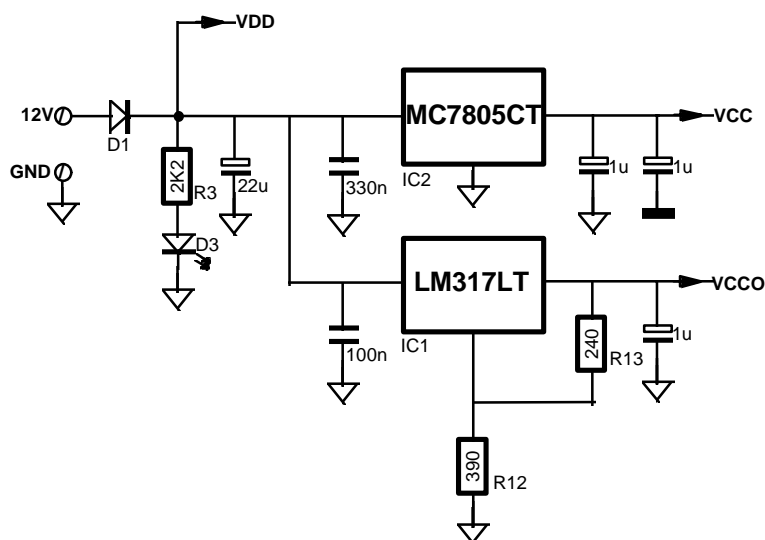 VDD
12V
D1
MC7805CT
VCC
GND
2K2
R3
22u
330n
IC2
1u
1u
D3
LM317LT
VCCO
100n
IC1
240
R13
1u
390
R12